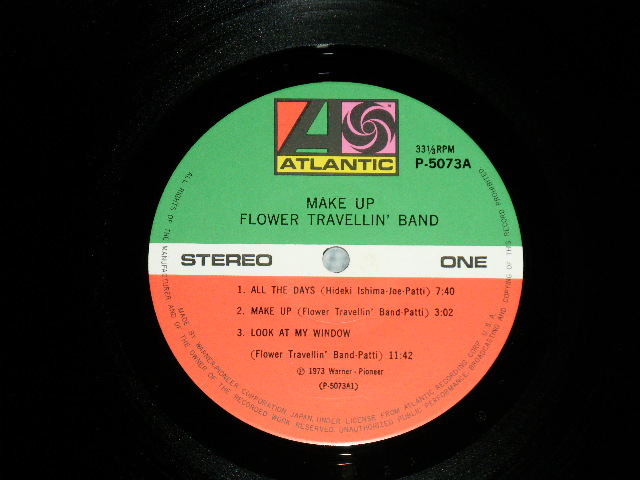 ATLANTIC
33⅓RPM
P-5073A
MAKE UP
FLOWER TRAVELLIN' BAND
STEREO
ONE
1. ALL THE DAYS (Hideki Ishima-Joe-Patti) 7:40
2. MAKE UP (Flower Travellin' Band-Patti) 3:02
3. LOOK AT MY WINDOW
(Flower Travellin' Band-Patti) 11:42
℗ 1973 Warner-Pioneer
(P-5073A1)
MADE BY WARNER-PIONEER CORPORATION JAPAN, UNDER LICENSE FROM ATLANTIC RECORDING CORP. U.S.A.
ALL RIGHTS OF THE MANUFACTURER AND OF THE OWNER OF THE RECORDED WORK RESERVED. UNAUTHORIZED PUBLIC PERFORMANCE, BROADCASTING AND COPYING OF THIS RECORD PROHIBITED.